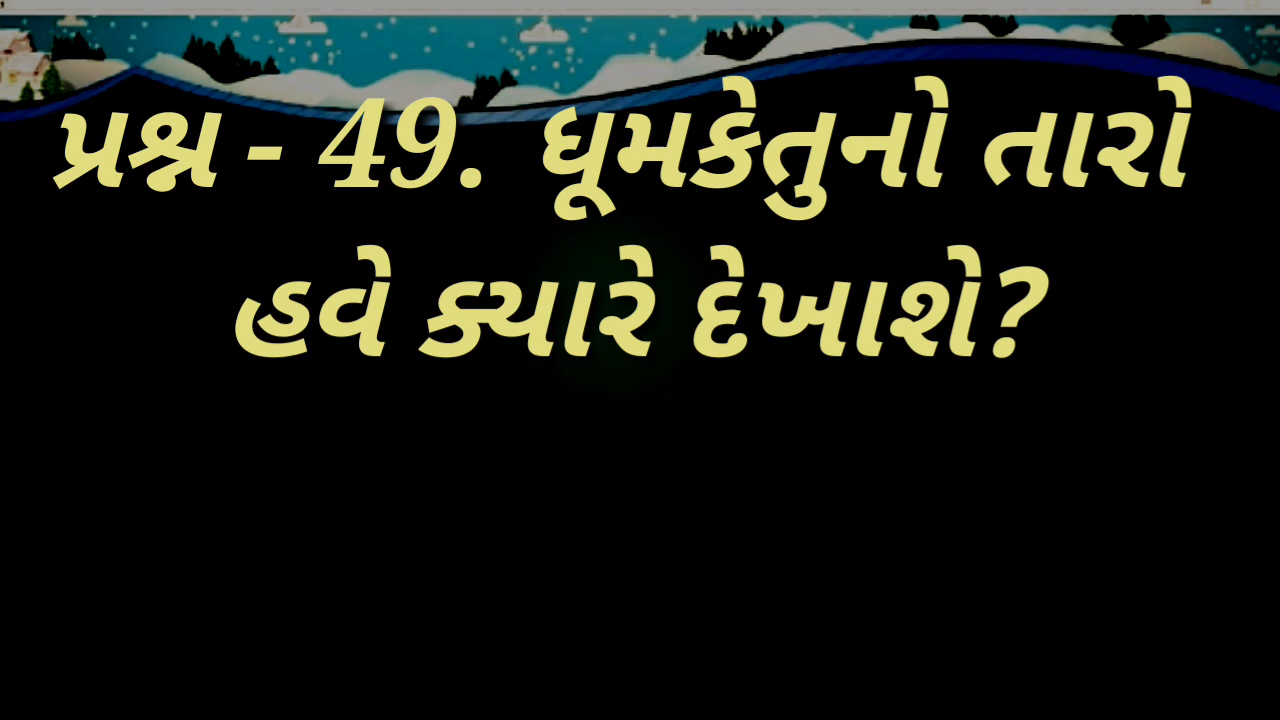 પ્રશ્ન - 49. ધૂમકેતુનો તારો
હવે ક્યારે દેખાશે?